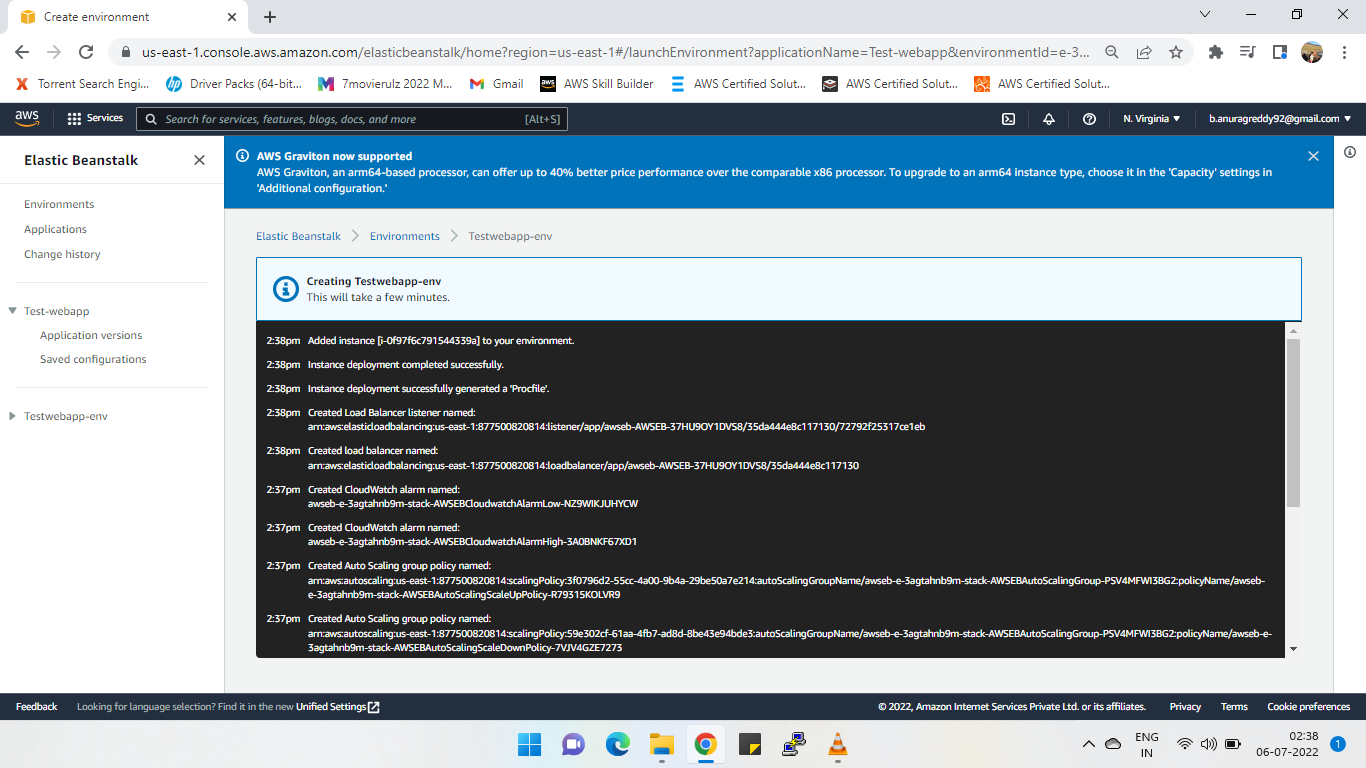 Create environment
us-east-1.console.aws.amazon.com/elasticbeanstalk/home?region=us-east-1#/launchEnvironment?applicationName=Test-webapp&environmentId=e-3...
Torrent Search Engi...
Driver Packs (64-bit...
7movierulz 2022 M...
Gmail
AWS Skill Builder
AWS Certified Solut...
AWS Certified Solut...
AWS Certified Solut...
aws
Services
Search for services, features, blogs, docs, and more
[Alt+S]
N. Virginia
b.anuragreddy92@gmail.com
Elastic Beanstalk
Environments
Applications
Change history
Test-webapp
Application versions
Saved configurations
Testwebapp-env
AWS Graviton now supported
AWS Graviton, an arm64-based processor, can offer up to 40% better price performance over the comparable x86 processor. To upgrade to an arm64 instance type, choose it in the 'Capacity' settings in
'Additional configuration.'
Elastic Beanstalk
Environments
Testwebapp-env
Creating Testwebapp-env
This will take a few minutes.
2:38pm Added instance [i-0f97f6c791544339a] to your environment.
2:38pm Instance deployment completed successfully.
2:38pm Instance deployment successfully generated a 'Procfile'.
2:38pm Created Load Balancer listener named:
arn:aws:elasticloadbalancing:us-east-1:877500820814:listener/app/awseb-AWSEB-37HU9OY1DVS8/35da444e8c117130/72792f25317ce1eb
2:38pm Created load balancer named:
arn:aws:elasticloadbalancing:us-east-1:877500820814:loadbalancer/app/awseb-AWSEB-37HU9OY1DVS8/35da444e8c117130
2:37pm Created CloudWatch alarm named:
awseb-e-3agtahnb9m-stack-AWSEBCloudwatchAlarmLow-NZ9WIKJUHYCW
2:37pm Created CloudWatch alarm named:
awseb-e-3agtahnb9m-stack-AWSEBCloudwatchAlarmHigh-3A0BNKF67XD1
2:37pm Created Auto Scaling group policy named:
arn:aws:autoscaling:us-east-1:877500820814:scalingPolicy:3f0796d2-55cc-4a00-9b4a-29be50a7e214:autoScalingGroupName/awseb-e-3agtahnb9m-stack-AWSEBAutoScalingGroup-PSV4MFWI3BG2:policyName/awseb-
e-3agtahnb9m-stack-AWSEBAutoScalingScaleUpPolicy-R79315KOLVR9
2:37pm Created Auto Scaling group policy named:
arn:aws:autoscaling:us-east-1:877500820814:scalingPolicy:59e302cf-61aa-4fb7-ad8d-8be43e94bde3:autoScalingGroupName/awseb-e-3agtahnb9m-stack-AWSEBAutoScalingGroup-PSV4MFWI3BG2:policyName/awseb-e-
3agtahnb9m-stack-AWSEBAutoScalingScaleDownPolicy-7VJV4GZE7273
Feedback
Looking for language selection? Find it in the new Unified Settings
© 2022, Amazon Internet Services Private Ltd. or its affiliates.
Privacy
Terms
Cookie preferences
ENG
IN
02:38
06-07-2022
1